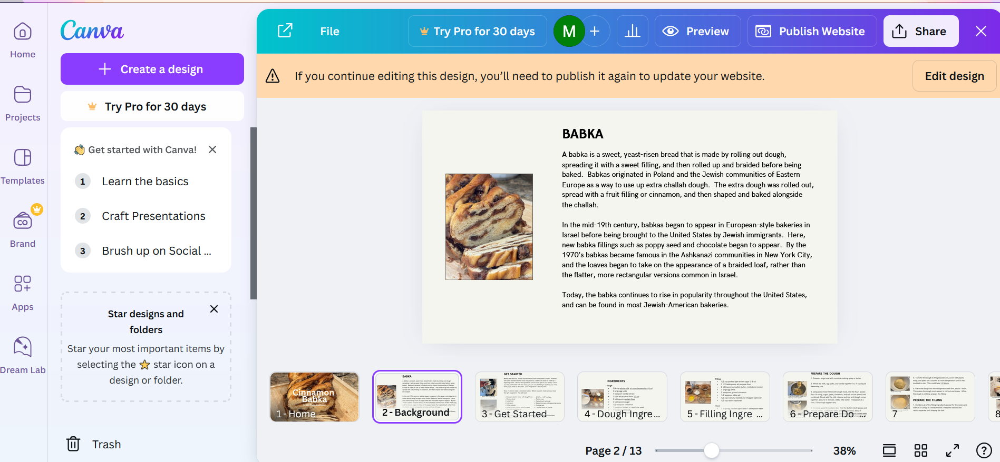 Home
Projects
Templates
Brand
Apps
Dream Lab
Canva
Create a design
Try Pro for 30 days
👋 Get started with Canva!
1 Learn the basics
2 Craft Presentations
3 Brush up on Social ...
Star designs and
folders
Star your most important items by
selecting the ⭐ star icon on a
design or folder.
Trash
File
Try Pro for 30 days
M
Preview
Publish Website
Share
If you continue editing this design, you’ll need to publish it again to update your website.
Edit design
BABKA
A babka is a sweet, yeast-risen bread that is made by rolling out dough,
spreading it with a sweet filling, and then rolled up and braided before being
baked.  Babkas originated in Poland and the Jewish communities of Eastern
Europe as a way to use up extra challah dough.  The extra dough was rolled out,
spread with a fruit filling or cinnamon, and then shaped and baked alongside
the challah.
In the mid-19th century, babkas began to appear in European-style bakeries in
Israel before being brought to the United States by Jewish immigrants.  Here,
new babka fillings such as poppy seed and chocolate began to appear.  By the
1970's babkas became famous in the Ashkanazi communities in New York City,
and the loaves began to take on the appearance of a braided loaf, rather than
the flatter, more rectangular versions common in Israel.
Today, the babka continues to rise in popularity throughout the United States,
and can be found in most Jewish-American bakeries.
Cinnamon
Babka
1 - Home
BABKA
2 - Background
GET STARTED
3 - Get Started
INGREDIENTS
Dough
4 - Dough Ingre...
Filling
5 - Filling Ingre ...
PREPARE THE DOUGH
6 - Prepare Do ...
PREPARE THE FILLING
7
8
Page 2 / 13
38%